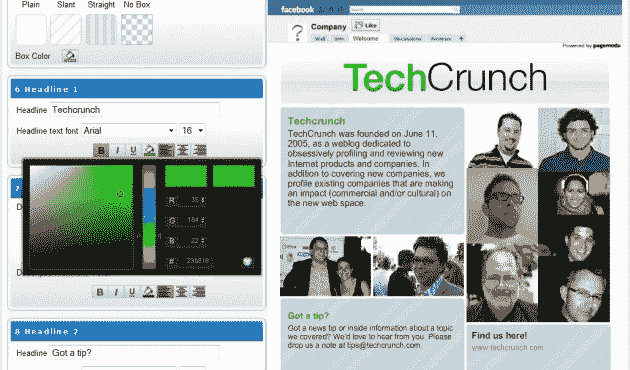 Plain Slant Straight No Box
Box Color
6 Headline 1
Headline Techcrunch
Headline text font Arial 16
B I U
R 35
G 184
B 22
# 23b816
B I U
8 Headline 2
Headline Got a tip?
facebook
Search
Company Like
Wall Info Welcome Discussions Reviews +
Powered by pagemodo
TechCrunch
Techcrunch
TechCrunch was founded on June 11,
2005, as a weblog dedicated to
obsessively profiling and reviewing new
Internet products and companies. In
addition to covering new companies, we
profile existing companies that are making
an impact (commercial and/or cultural) on
the new web space.
Got a tip?
Got a news tip or inside information about a topic
we covered? We'd love to hear from you. Please
drop us a note at tips@techcrunch.com.
Find us here!
www.techcrunch.com